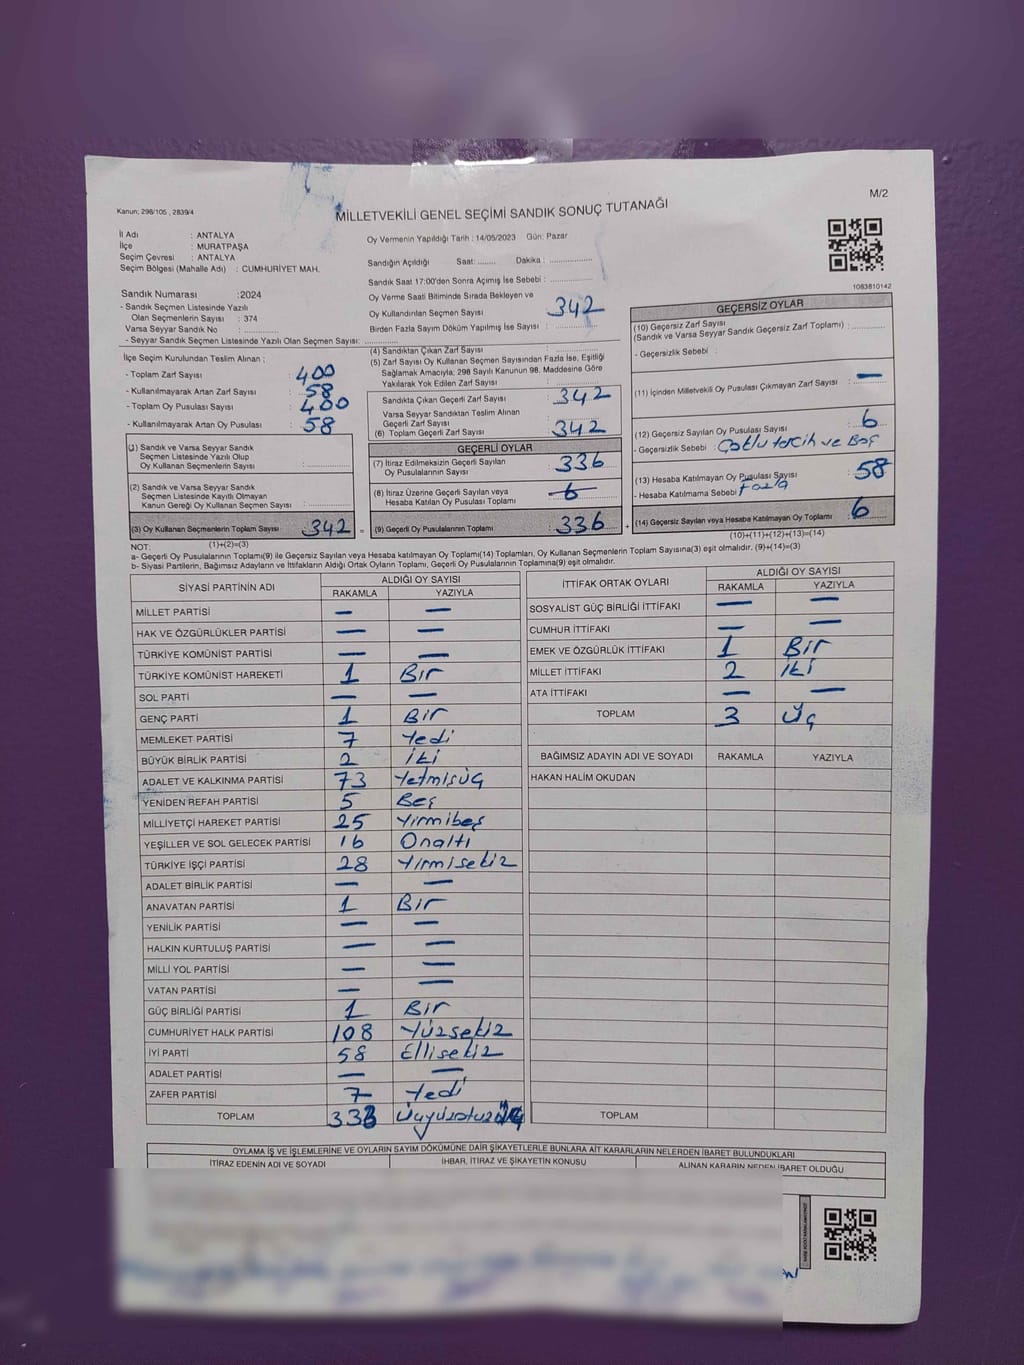 M/2
Kanun: 298/105 , 2839/4
MİLLETVEKİLİ GENEL SEÇİMİ SANDIK SONUÇ TUTANAĞI
İl Adı : ANTALYA
İlçe : MURATPAŞA
Seçim Çevresi : ANTALYA
Seçim Bölgesi (Mahalle Adı) : CUMHURİYET MAH.
Sandık Numarası : 2024
- Sandık Seçmen Listesinde Yazılı
Olan Seçmenlerin Sayısı : 374
Varsa Seyyar Sandık No : ..............
- Seyyar Sandık Seçmen Listesinde Yazılı Olan Seçmen Sayısı: ..............
İlçe Seçim Kurulundan Teslim Alınan ;
- Toplam Zarf Sayısı : 400
- Kullanılmayarak Artan Zarf Sayısı : 58
- Toplam Oy Pusulası Sayısı : 400
- Kullanılmayarak Artan Oy Pusulası : 58
Oy Vermenin Yapıldığı Tarih : 14/05/2023 Gün: Pazar
Sandığın Açıldığı Saat: ........ Dakika : ..............
Sandık Saat 17:00'den Sonra Açımış İse Sebebi : ..............
Oy Verme Saati Bitiminde Sırada Bekleyen ve
Oy Kullandırılan Seçmen Sayısı : 342
Birden Fazla Sayım Döküm Yapılmış İse Sayısı : ..............
(4) Sandıktan Çıkan Zarf Sayısı : ..............
(5) Zarf Sayısı Oy Kullanan Seçmen Sayısından Fazla İse, Eşitliği
Sağlamak Amacıyla; 298 Sayılı Kanunun 98. Maddesine Göre
Yakılarak Yok Edilen Zarf Sayısı : ..............
Sandıkta Çıkan Geçerli Zarf Sayısı : 342
Varsa Seyyar Sandıktan Teslim Alınan
Geçerli Zarf Sayısı : ..............
(6) Toplam Geçerli Zarf Sayısı : 342
1083810142
GEÇERSİZ OYLAR
(10) Geçersiz Zarf Sayısı
(Sandık ve Varsa Seyyar Sandık Geçersiz Zarf Toplamı) : ..............
- Geçersizlik Sebebi :
(11) İçinden Milletvekili Oy Pusulası Çıkmayan Zarf Sayısı : —
(12) Geçersiz Sayılan Oy Pusulası Sayısı : 6
- Geçersizlik Sebebi : Çoklu tercih ve Boş
(13) Hesaba Katılmayan Oy Pusulası Sayısı : 58
- Hesaba Katılmama Sebebi : Fazla
(14) Geçersiz Sayılan veya Hesaba Katılmayan Oy Toplamı : 6
(10)+(11)+(12)+(13)=(14)
(1) Sandık ve Varsa Seyyar Sandık
Seçmen Listesinde Yazılı Olup
Oy Kullanan Seçmenlerin Sayısı : ..............
(2) Sandık ve Varsa Seyyar Sandık
Seçmen Listesinde Kayıtlı Olmayan
Kanun Gereği Oy Kullanan Seçmen Sayısı
(3) Oy Kullanan Seçmenlerin Toplam Sayısı : 342 =
(1)+(2)=(3)
GEÇERLİ OYLAR
(7) İtiraz Edilmeksizin Geçerli Sayılan
Oy Pusulalarının Sayısı : 336
(8) İtiraz Üzerine Geçerli Sayılan veya
Hesaba Katılan Oy Pusulası Toplamı :
(9) Geçerli Oy Pusulalarının Toplamı : 336 +
NOT:
a- Geçerli Oy Pusulalarının Toplamı(9) ile Geçersiz Sayılan veya Hesaba katılmayan Oy Toplamı(14) Toplamları, Oy Kullanan Seçmenlerin Toplam Sayısına(3) eşit olmalıdır. (9)+(14)=(3)
b- Siyasi Partilerin, Bağımsız Adayların ve İttifakların Aldığı Ortak Oyların Toplamı, Geçerli Oy Pusulalarının Toplamına(9) eşit olmalıdır.
SİYASİ PARTİNİN ADI ALDIĞI OY SAYISI
RAKAMLA YAZIYLA
MİLLET PARTİSİ — —
HAK VE ÖZGÜRLÜKLER PARTİSİ — —
TÜRKİYE KOMÜNİST PARTİSİ — —
TÜRKİYE KOMÜNİST HAREKETİ 1 Bir
SOL PARTİ — —
GENÇ PARTİ 1 Bir
MEMLEKET PARTİSİ 7 Yedi
BÜYÜK BİRLİK PARTİSİ 2 İki
ADALET VE KALKINMA PARTİSİ 73 Yetmişüç
YENİDEN REFAH PARTİSİ 5 Beş
MİLLİYETÇİ HAREKET PARTİSİ 25 Yirmibeş
YEŞİLLER VE SOL GELECEK PARTİSİ 16 Onaltı
TÜRKİYE İŞÇİ PARTİSİ 28 Yirmisekiz
ADALET BİRLİK PARTİSİ — —
ANAVATAN PARTİSİ 1 Bir
YENİLİK PARTİSİ — —
HALKIN KURTULUŞ PARTİSİ — —
MİLLİ YOL PARTİSİ — —
VATAN PARTİSİ — —
GÜÇ BİRLİĞİ PARTİSİ 1 Bir
CUMHURİYET HALK PARTİSİ 108 Yüzsekiz
İYİ PARTİ 58 Ellisekiz
ADALET PARTİSİ — —
ZAFER PARTİSİ 7 Yedi
TOPLAM 333
İTTİFAK ORTAK OYLARI ALDIĞI OY SAYISI
RAKAMLA YAZIYLA
SOSYALİST GÜÇ BİRLİĞİ İTTİFAKI — —
CUMHUR İTTİFAKI — —
EMEK VE ÖZGÜRLÜK İTTİFAKI 1 Bir
MİLLET İTTİFAKI 2 İki
ATA İTTİFAKI — —
TOPLAM 3 Üç
BAĞIMSIZ ADAYIN ADI VE SOYADI RAKAMLA YAZIYLA
HAKAN HALİM OKUDAN
TOPLAM
OYLAMA İŞ VE İŞLEMLERİNE VE OYLARIN SAYIM DÖKÜMÜNE DAİR ŞİKAYETLERLE BUNLARA AİT KARARLARIN NELERDEN İBARET BULUNDUKLARI
İTİRAZ EDENİN ADI VE SOYADI İHBAR, İTİRAZ VE ŞİKAYETİN KONUSU ALINAN KARARIN NEDEN İBARET OLDUĞU